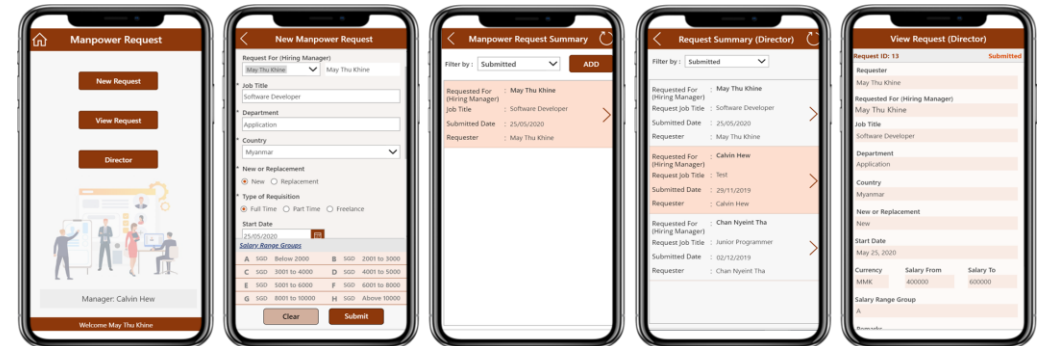 Manpower Request
New Request
View Request
Director
Manager: Calvin Hew
Welcome May Thu Khine
New Manpower Request
Request For (Hiring Manager)
May Thu Khine May Thu Khine
* Job Title
Software Developer
* Department
Application
* Country
Myanmar
* New or Replacement
New Replacement
* Type of Requisition
Full Time Part Time Freelance
Start Date
25/05/2020
Salary Range Groups
A SGD Below 2000 B SGD 2001 to 3000
C SGD 3001 to 4000 D SGD 4001 to 5000
E SGD 5001 to 6000 F SGD 6001 to 8000
G SGD 8001 to 10000 H SGD Above 10000
Clear Submit
Manpower Request Summary
Filter by : Submitted ADD
Requested For : May Thu Khine
(Hiring Manager)
Job Title : Software Developer
Submitted Date : 25/05/2020
Requester : May Thu Khine
Request Summary (Director)
Filter by : Submitted
Requested For : May Thu Khine
(Hiring Manager)
Request Job Title : Software Developer
Submitted Date : 25/05/2020
Requester : May Thu Khine
Requested For : Calvin Hew
(Hiring Manager)
Request Job Title : Test
Submitted Date : 29/11/2019
Requester : Calvin Hew
Requested For : Chan Nyeint Tha
(Hiring Manager)
Request Job Title : Junior Programmer
Submitted Date : 02/12/2019
Requester : Chan Nyeint Tha
View Request (Director)
Request ID: 13 Submitted
Requester
May Thu Khine
Requested For (Hiring Manager)
May Thu Khine
Job Title
Software Developer
Department
Application
Country
Myanmar
New or Replacement
New
Start Date
May 25, 2020
Currency Salary From Salary To
MMK 400000 600000
Salary Range Group
A
Remarks